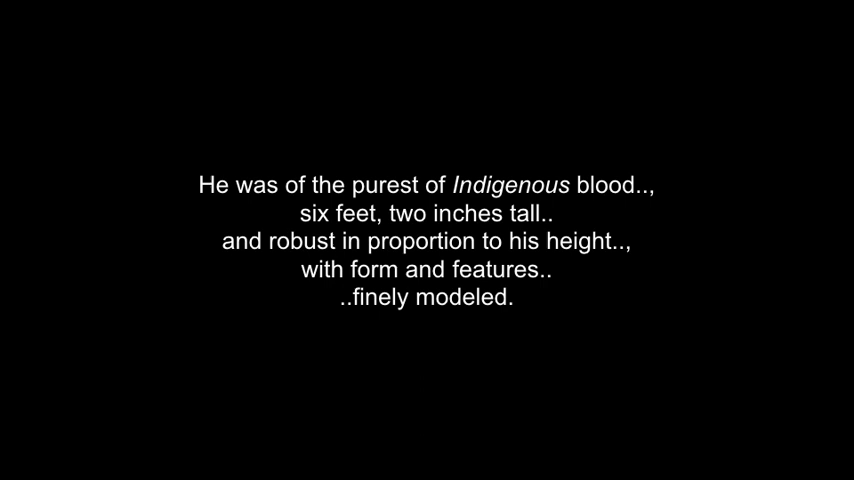 He was of the purest of Indigenous blood..,
six feet, two inches tall..
and robust in proportion to his height..,
with form and features..
..finely modeled.